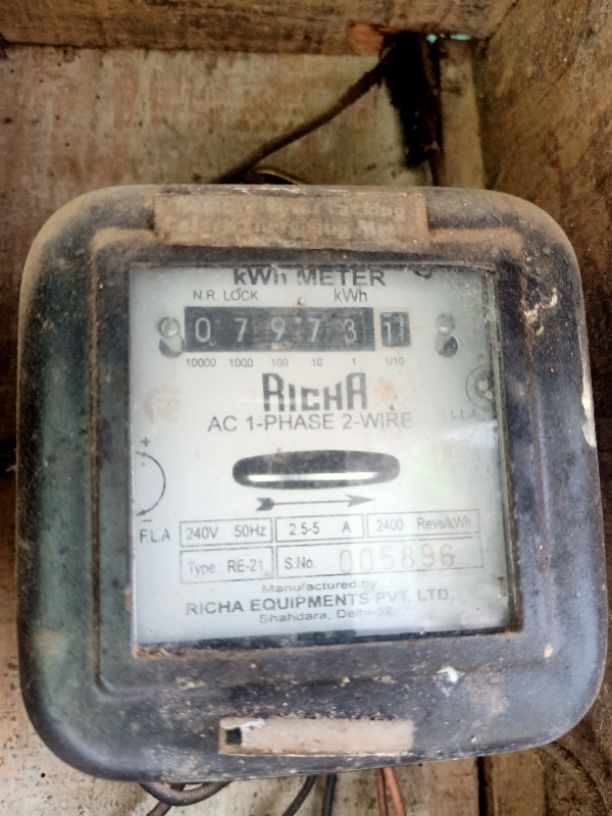 kWh METER
N.R. LOCK kWh
0 7 9 7 3 1
10000 1000 100 10 1 1/10
RICHA
AC 1-PHASE 2-WIRE
L.L.A
+
-
F.L.A
240V 50Hz 2.5-5 A 2400 Revs/kWh
Type : RE-21 S.No. 005896
Manufactured by
RICHA EQUIPMENTS PVT. LTD.
Shahdara, Delhi-32